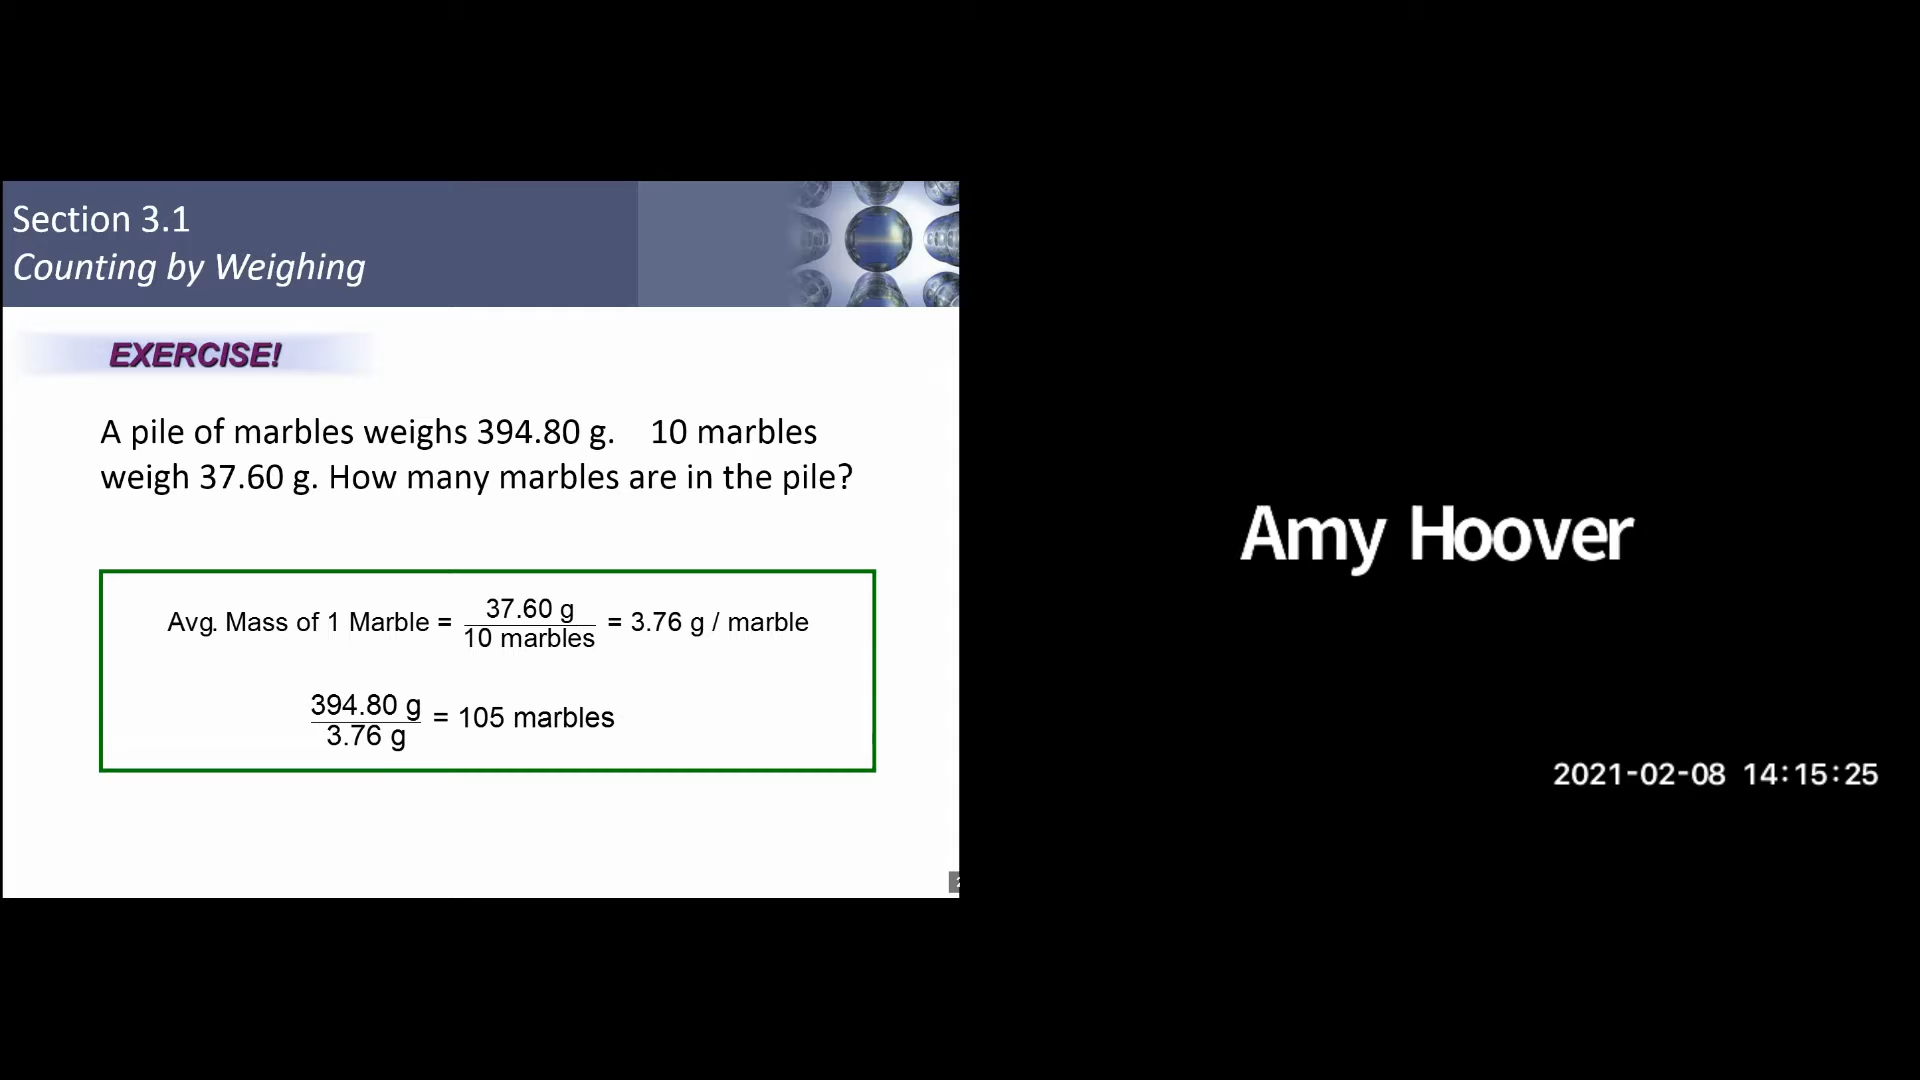 Section 3.1
Counting by Weighing
EXERCISE!
A pile of marbles weighs 394.80 g. 10 marbles
weigh 37.60 g. How many marbles are in the pile?
Avg. Mass of 1 Marble = 37.60 g / 10 marbles = 3.76 g / marble
394.80 g / 3.76 g = 105 marbles
Amy Hoover
2021-02-08 14:15:25